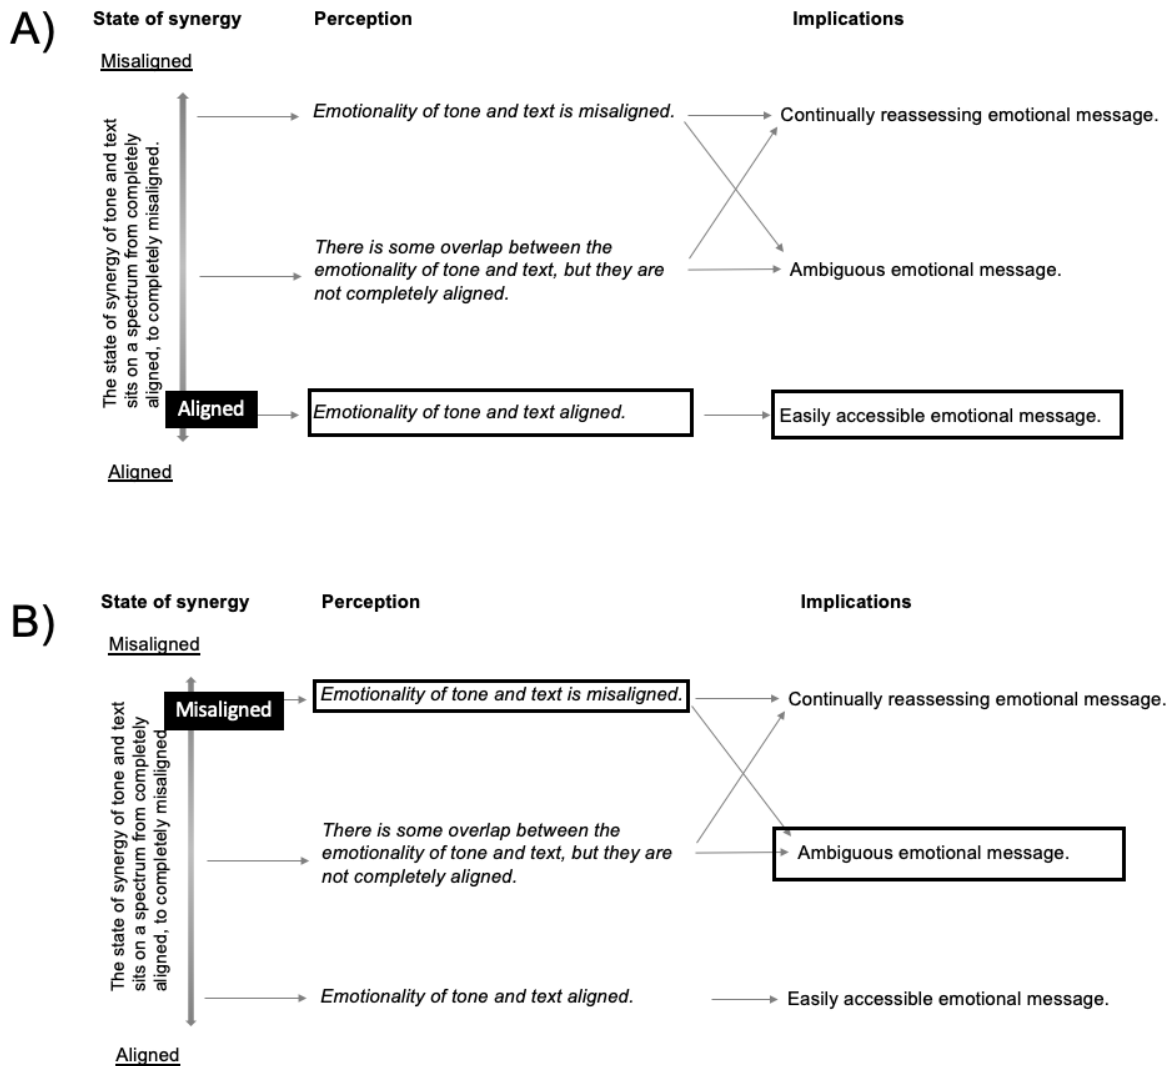 A)
State of synergy
Perception
Implications
Misaligned
The state of synergy of tone and text
sits on a spectrum from completely
aligned, to completely misaligned.
Emotionality of tone and text is misaligned.
Continually reassessing emotional message.
There is some overlap between the
emotionality of tone and text, but they are
not completely aligned.
Ambiguous emotional message.
Aligned
Emotionality of tone and text aligned.
Easily accessible emotional message.
Aligned
B)
State of synergy
Perception
Implications
Misaligned
Misaligned
The state of synergy of tone and text
sits on a spectrum from completely
aligned, to completely misaligned
Emotionality of tone and text is misaligned.
Continually reassessing emotional message.
There is some overlap between the
emotionality of tone and text, but they are
not completely aligned.
Ambiguous emotional message.
Emotionality of tone and text aligned.
Easily accessible emotional message.
Aligned